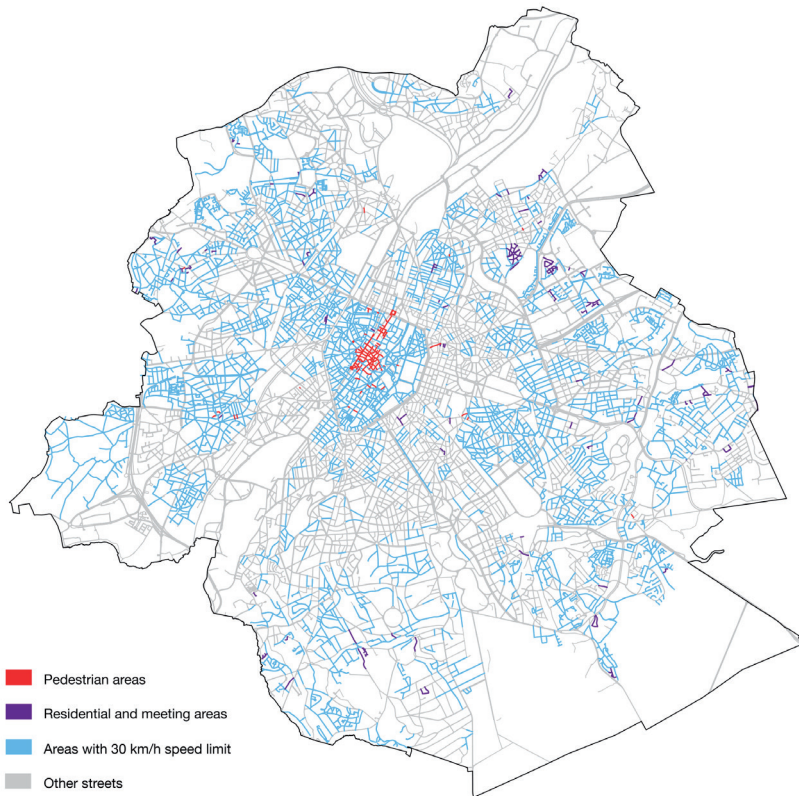 Pedestrian areas
Residential and meeting areas
Areas with 30 km/h speed limit
Other streets